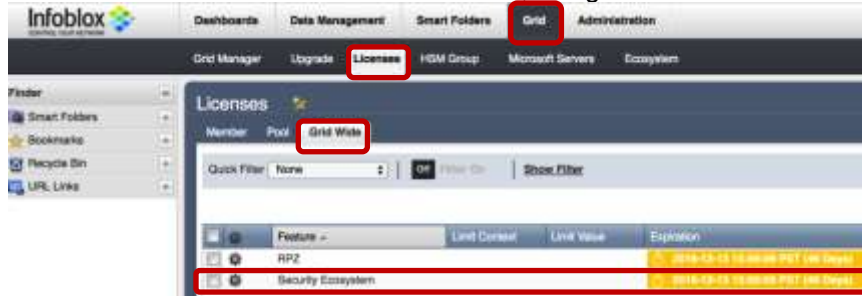 Infoblox
CONTROL YOUR NETWORK
Dashboards Data Management Smart Folders Grid Administration
Grid Manager Upgrade Licenses HSM Group Microsoft Servers Ecosystem
Finder
Smart Folders
Bookmarks
Recycle Bin
URL Links
Licenses
Member Pool Grid Wide
Quick Filter None Off Filter On Show Filter
Feature Limit Context Limit Value Expiration
RPZ
Security Ecosystem